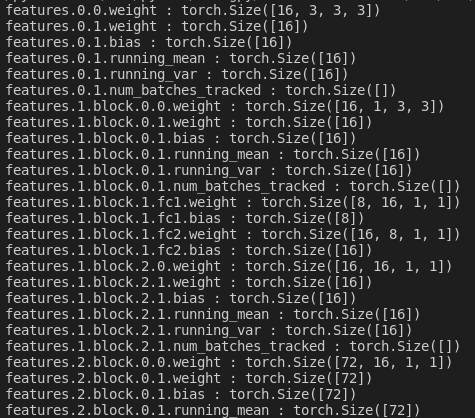 features.0.0.weight : torch.Size([16, 3, 3, 3])
features.0.1.weight : torch.Size([16])
features.0.1.bias : torch.Size([16])
features.0.1.running_mean : torch.Size([16])
features.0.1.running_var : torch.Size([16])
features.0.1.num_batches_tracked : torch.Size([])
features.1.block.0.0.weight : torch.Size([16, 1, 3, 3])
features.1.block.0.1.weight : torch.Size([16])
features.1.block.0.1.bias : torch.Size([16])
features.1.block.0.1.running_mean : torch.Size([16])
features.1.block.0.1.running_var : torch.Size([16])
features.1.block.0.1.num_batches_tracked : torch.Size([])
features.1.block.1.fc1.weight : torch.Size([8, 16, 1, 1])
features.1.block.1.fc1.bias : torch.Size([8])
features.1.block.1.fc2.weight : torch.Size([16, 8, 1, 1])
features.1.block.1.fc2.bias : torch.Size([16])
features.1.block.2.0.weight : torch.Size([16, 16, 1, 1])
features.1.block.2.1.weight : torch.Size([16])
features.1.block.2.1.bias : torch.Size([16])
features.1.block.2.1.running_mean : torch.Size([16])
features.1.block.2.1.running_var : torch.Size([16])
features.1.block.2.1.num_batches_tracked : torch.Size([])
features.2.block.0.0.weight : torch.Size([72, 16, 1, 1])
features.2.block.0.1.weight : torch.Size([72])
features.2.block.0.1.bias : torch.Size([72])
features.2.block.0.1.running_mean : torch.Size([72])